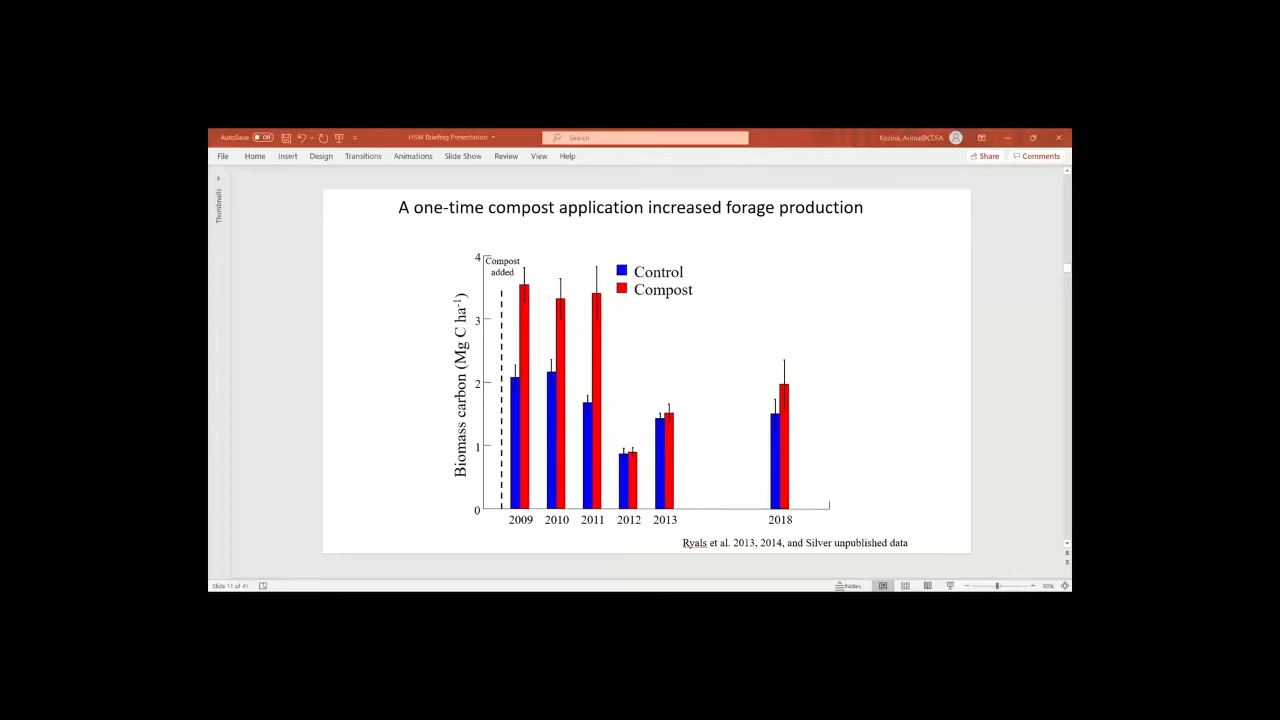 AutoSave Off
HSW Briefing Presentation
Search
Kozina, Arima@CDFA
File Home Insert Design Transitions Animations Slide Show Review View Help
Share Comments
Thumbnails
A one-time compost application increased forage production
Compost
added
Control
Compost
Biomass carbon (Mg C ha-1)
4
3
2
1
0
2009 2010 2011 2012 2013 2018
Ryals et al. 2013, 2014, and Silver unpublished data
Slide 11 of 41
Notes
90%